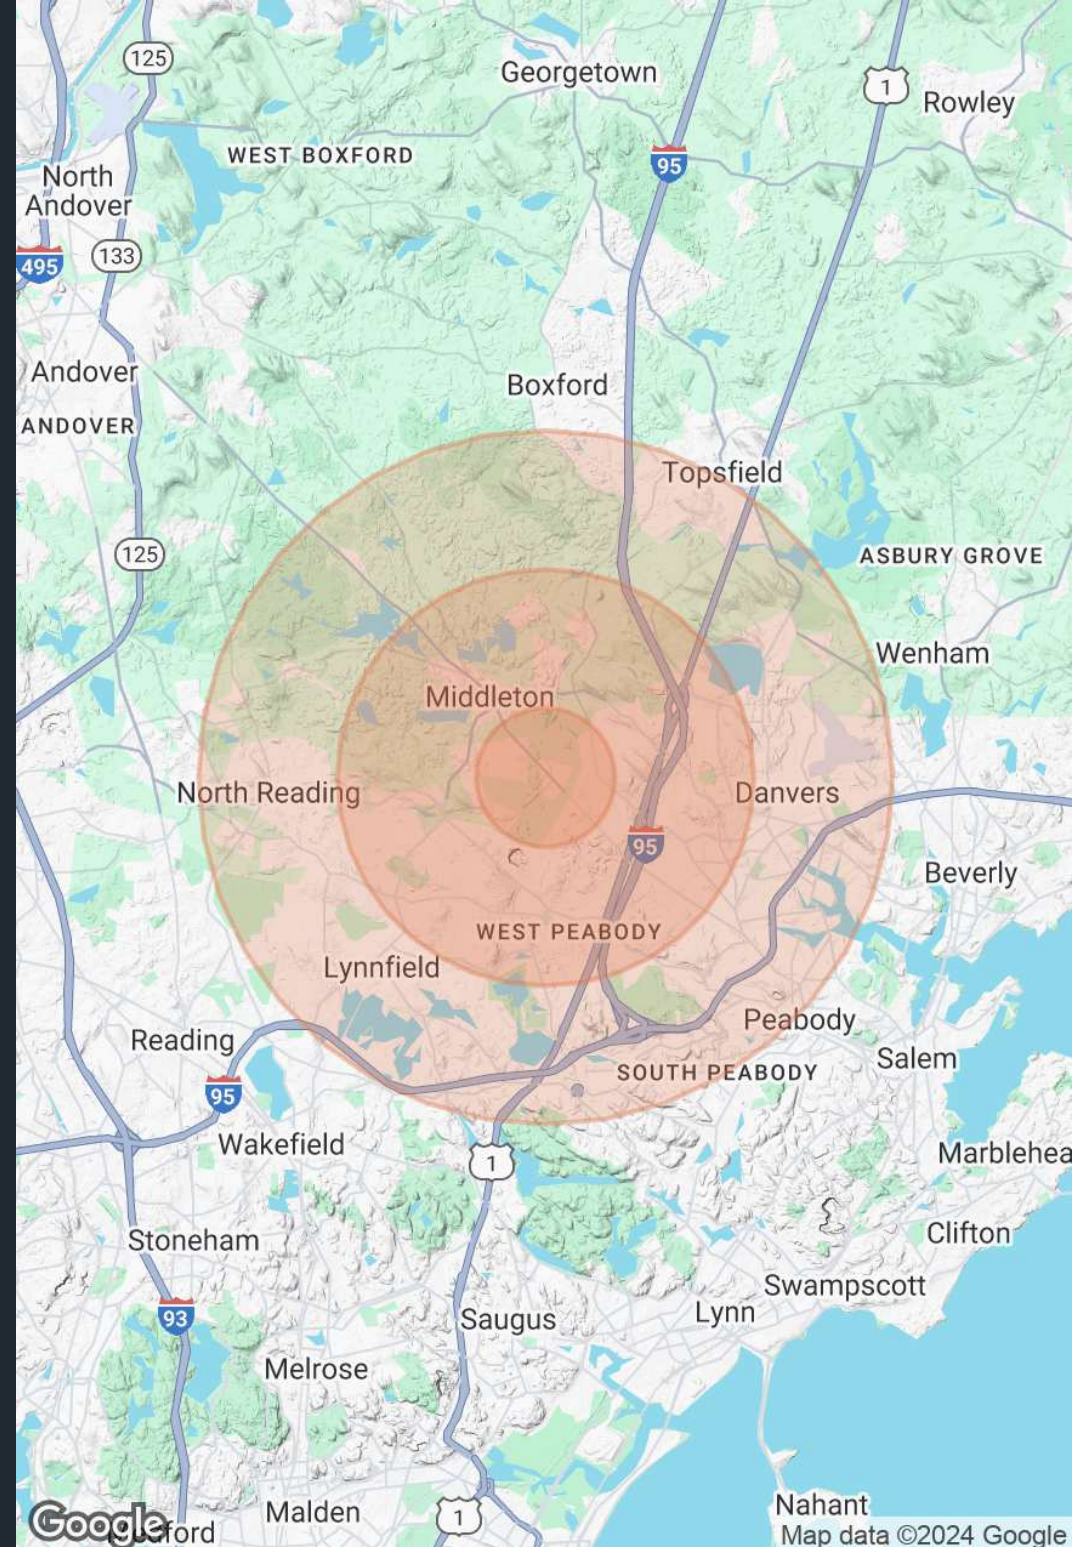 125
Georgetown
1
Rowley
WEST BOXFORD
95
North
Andover
133
495
Andover
Boxford
ANDOVER
Topsfield
125
ASBURY GROVE
Wenham
Middleton
North Reading
Danvers
95
Beverly
WEST PEABODY
Lynnfield
Peabody
Reading
Salem
SOUTH PEABODY
95
Wakefield
1
Marblehea
Clifton
Stoneham
Swampscott
93
Saugus
Lynn
Melrose
Malden
Nahant
1
Google
Medford
Map data ©2024 Google